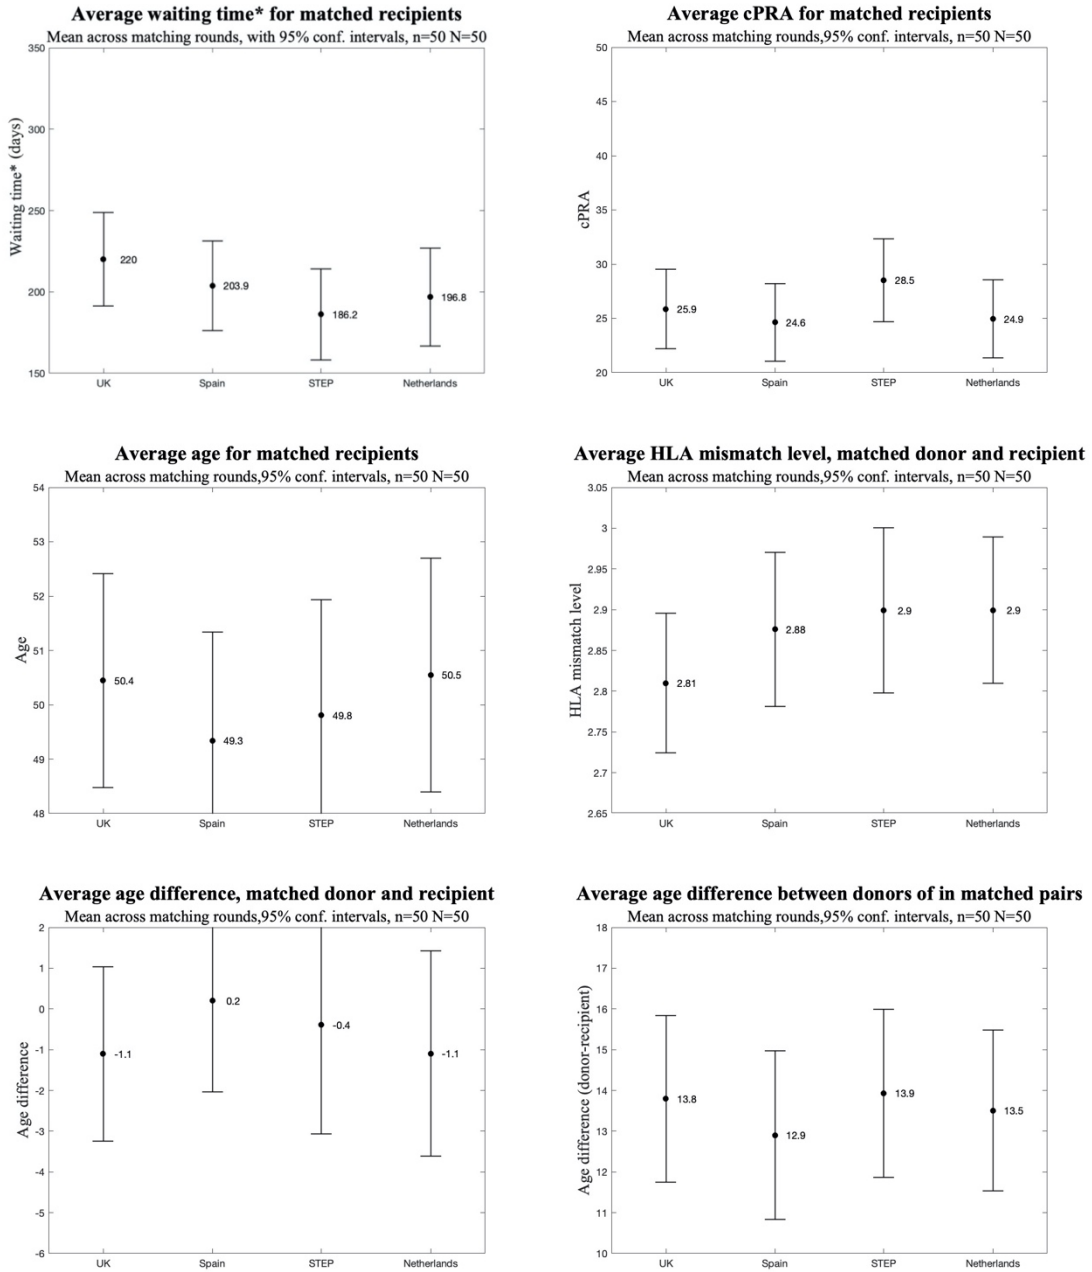 Average waiting time* for matched recipients
Mean across matching rounds, with 95% conf. intervals, n=50 N=50
Waiting time* (days)
350
300
250
200
150
220
203.9
186.2
196.8
UK Spain STEP Netherlands
Average cPRA for matched recipients
Mean across matching rounds,95% conf. intervals, n=50 N=50
cPRA
50
45
40
35
30
25
20
25.9
24.6
28.5
24.9
UK Spain STEP Netherlands
Average age for matched recipients
Mean across matching rounds,95% conf. intervals, n=50 N=50
Age
54
53
52
51
50
49
48
50.4
49.3
49.8
50.5
UK Spain STEP Netherlands
Average HLA mismatch level, matched donor and recipient
Mean across matching rounds,95% conf. intervals, n=50 N=50
HLA mismatch level
3.05
3
2.95
2.9
2.85
2.8
2.75
2.7
2.65
2.81
2.88
2.9
2.9
UK Spain STEP Netherlands
Average age difference, matched donor and recipient
Mean across matching rounds,95% conf. intervals, n=50 N=50
Age difference
2
1
0
-1
-2
-3
-4
-5
-6
-1.1
0.2
-0.4
-1.1
UK Spain STEP Netherlands
Average age difference between donors of in matched pairs
Mean across matching rounds,95% conf. intervals, n=50 N=50
Age difference (donor-recipient)
18
17
16
15
14
13
12
11
10
13.8
12.9
13.9
13.5
UK Spain STEP Netherlands